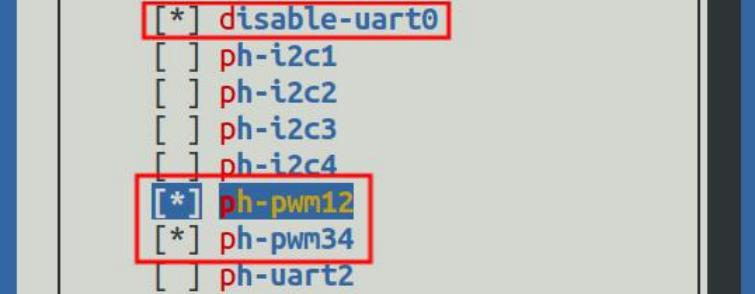 [*] disable-uart0
[ ] ph-i2c1
[ ] ph-i2c2
[ ] ph-i2c3
[ ] ph-i2c4
[*] ph-pwm12
[*] ph-pwm34
[ ] ph-uart2